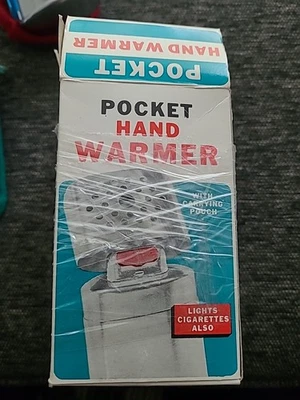 HAND WARMER
POCKET
POCKET
HAND
WARMER
WITH
CARRYING
POUCH
LIGHTS
CIGARETTES
ALSO